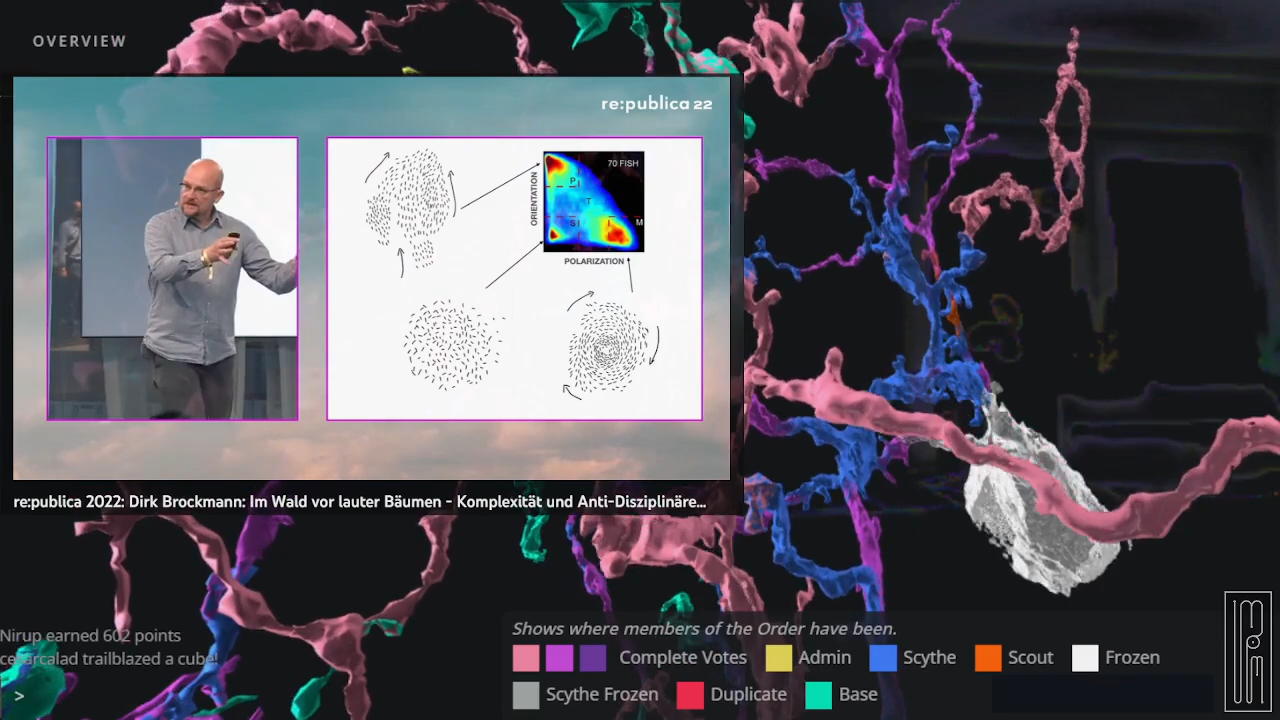 OVERVIEW
re:publica 22
70 FISH
P
T
S
M
ORIENTATION
POLARIZATION
re:publica 2022: Dirk Brockmann: Im Wald vor lauter Bäumen - Komplexität und Anti-Disziplinäre...
Nirup earned 602 points
cesarcalad trailblazed a cube!
>
Shows where members of the Order have been.
Complete Votes
Admin
Scythe
Scout
Frozen
Scythe Frozen
Duplicate
Base